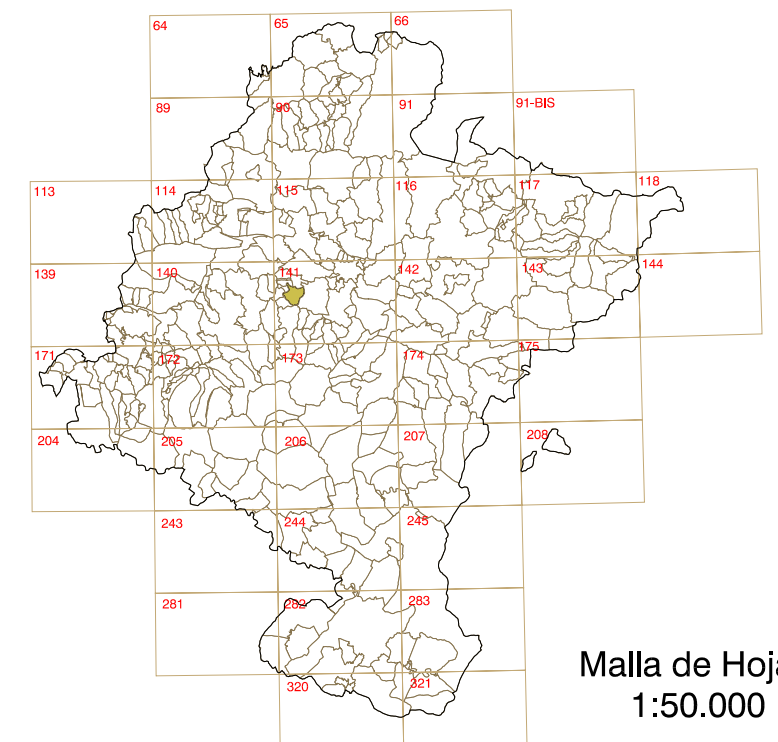 64 65 66
89 90 91 91-BIS
113 114 115 116 117 118
139 140 141 142 143 144
171 172 173 174 175
204 205 206 207 208
243 244 245
281 282 283
320 321
Malla de Hoja
1:50.000